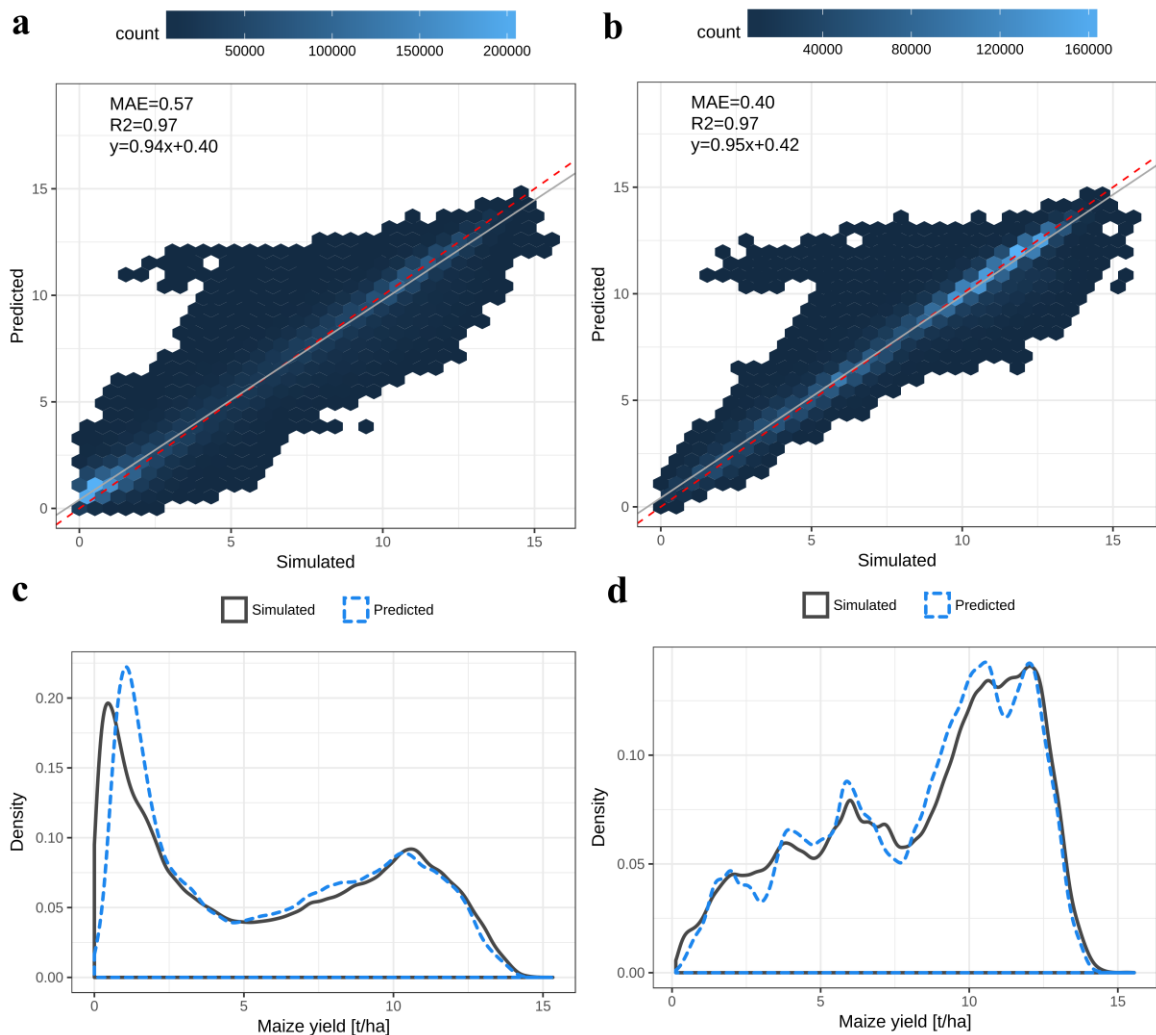 a
count
50000 100000 150000 200000
MAE=0.57
R2=0.97
y=0.94x+0.40
Predicted
15
10
5
0
0 5 10 15
Simulated
b
count
40000 80000 120000 160000
MAE=0.40
R2=0.97
y=0.95x+0.42
Predicted
15
10
5
0
0 5 10 15
Simulated
c
Simulated Predicted
Density
0.20
0.15
0.10
0.05
0.00
0 5 10 15
Maize yield [t/ha]
d
Simulated Predicted
Density
0.10
0.05
0.00
0 5 10 15
Maize yield [t/ha]